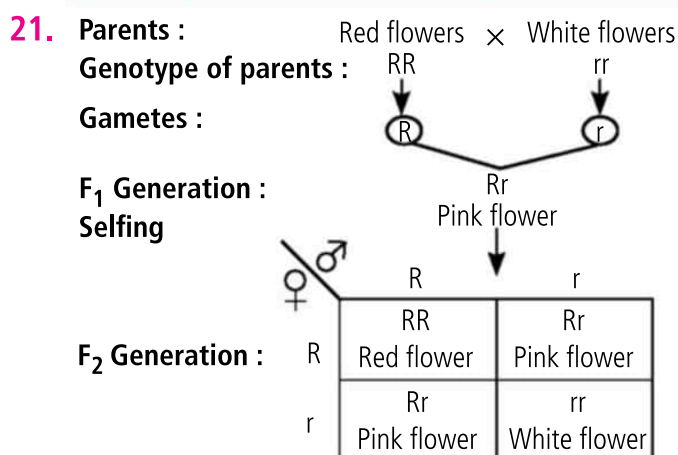 21. Parents : Red flowers × White flowers
Genotype of parents : RR rr
Gametes : R r
F₁ Generation : Rr
Selfing Pink flower
♀ ♂ R r
RR Rr
F₂ Generation : R Red flower Pink flower
Rr rr
r
Pink flower White flower